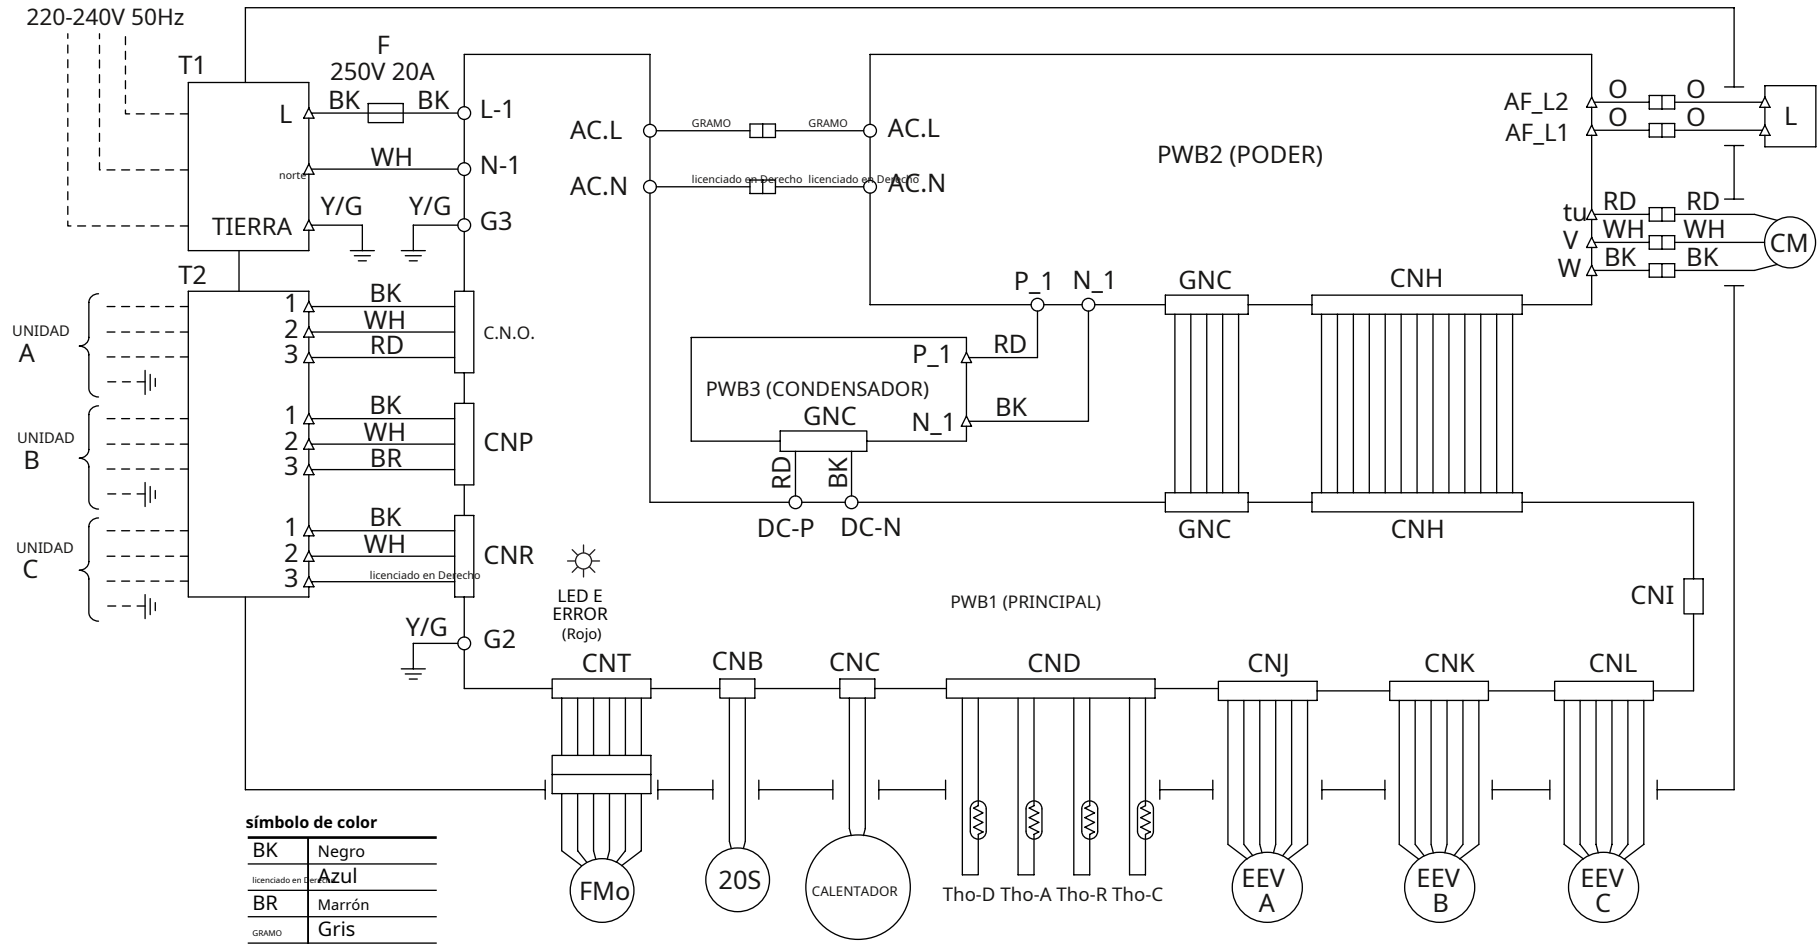 220-240V 50Hz
T1
F
250V 20A
BK
BK
L
L-1
WH
N-1
norte
Y/G
Y/G
TIERRA
G3
AC.L
GRAMO
GRAMO
AC.L
AC.N
licenciado en Derecho
licenciado en Derecho
AC.N
PWB2 (PODER)
AF_L2
O
O
AF_L1
O
O
L
tu
RD
RD
V
WH
WH
W
BK
BK
CM
T2
UNIDAD
A
1
BK
2
WH
3
RD
C.N.O.
UNIDAD
B
1
BK
2
WH
3
BR
CNP
UNIDAD
C
1
BK
2
WH
3
licenciado en Derecho
CNR
Y/G
G2
P_1
N_1
GNC
CNH
P_1
RD
PWB3 (CONDENSADOR)
GNC
N_1
BK
RD
BK
DC-P
DC-N
GNC
CNH
LED E
ERROR
(Rojo)
PWB1 (PRINCIPAL)
CNI
CNT
CNB
CNC
CND
CNJ
CNK
CNL
FMo
20S
CALENTADOR
Tho-D
Tho-A
Tho-R
Tho-C
EEV
A
EEV
B
EEV
C
símbolo de color
BK Negro
licenciado en Derecho Azul
BR Marrón
GRAMO Gris